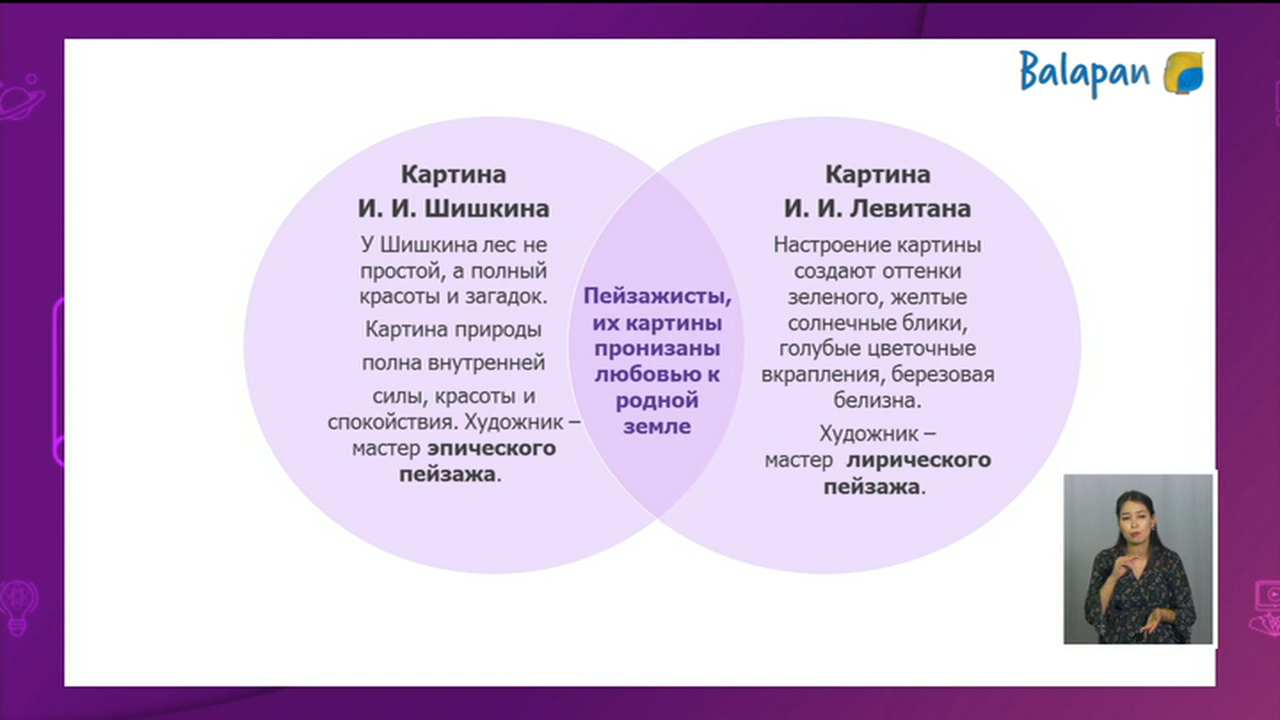 Balapan
Картина
И. И. Шишкина
У Шишкина лес не
простой, а полный
красоты и загадок.
Картина природы
полна внутренней
силы, красоты и
спокойствия. Художник –
мастер эпического
пейзажа.
Пейзажисты,
их картины
пронизаны
любовью к
родной
земле
Картина
И. И. Левитана
Настроение картины
создают оттенки
зеленого, желтые
солнечные блики,
голубые цветочные
вкрапления, березовая
белизна.
Художник –
мастер лирического
пейзажа.